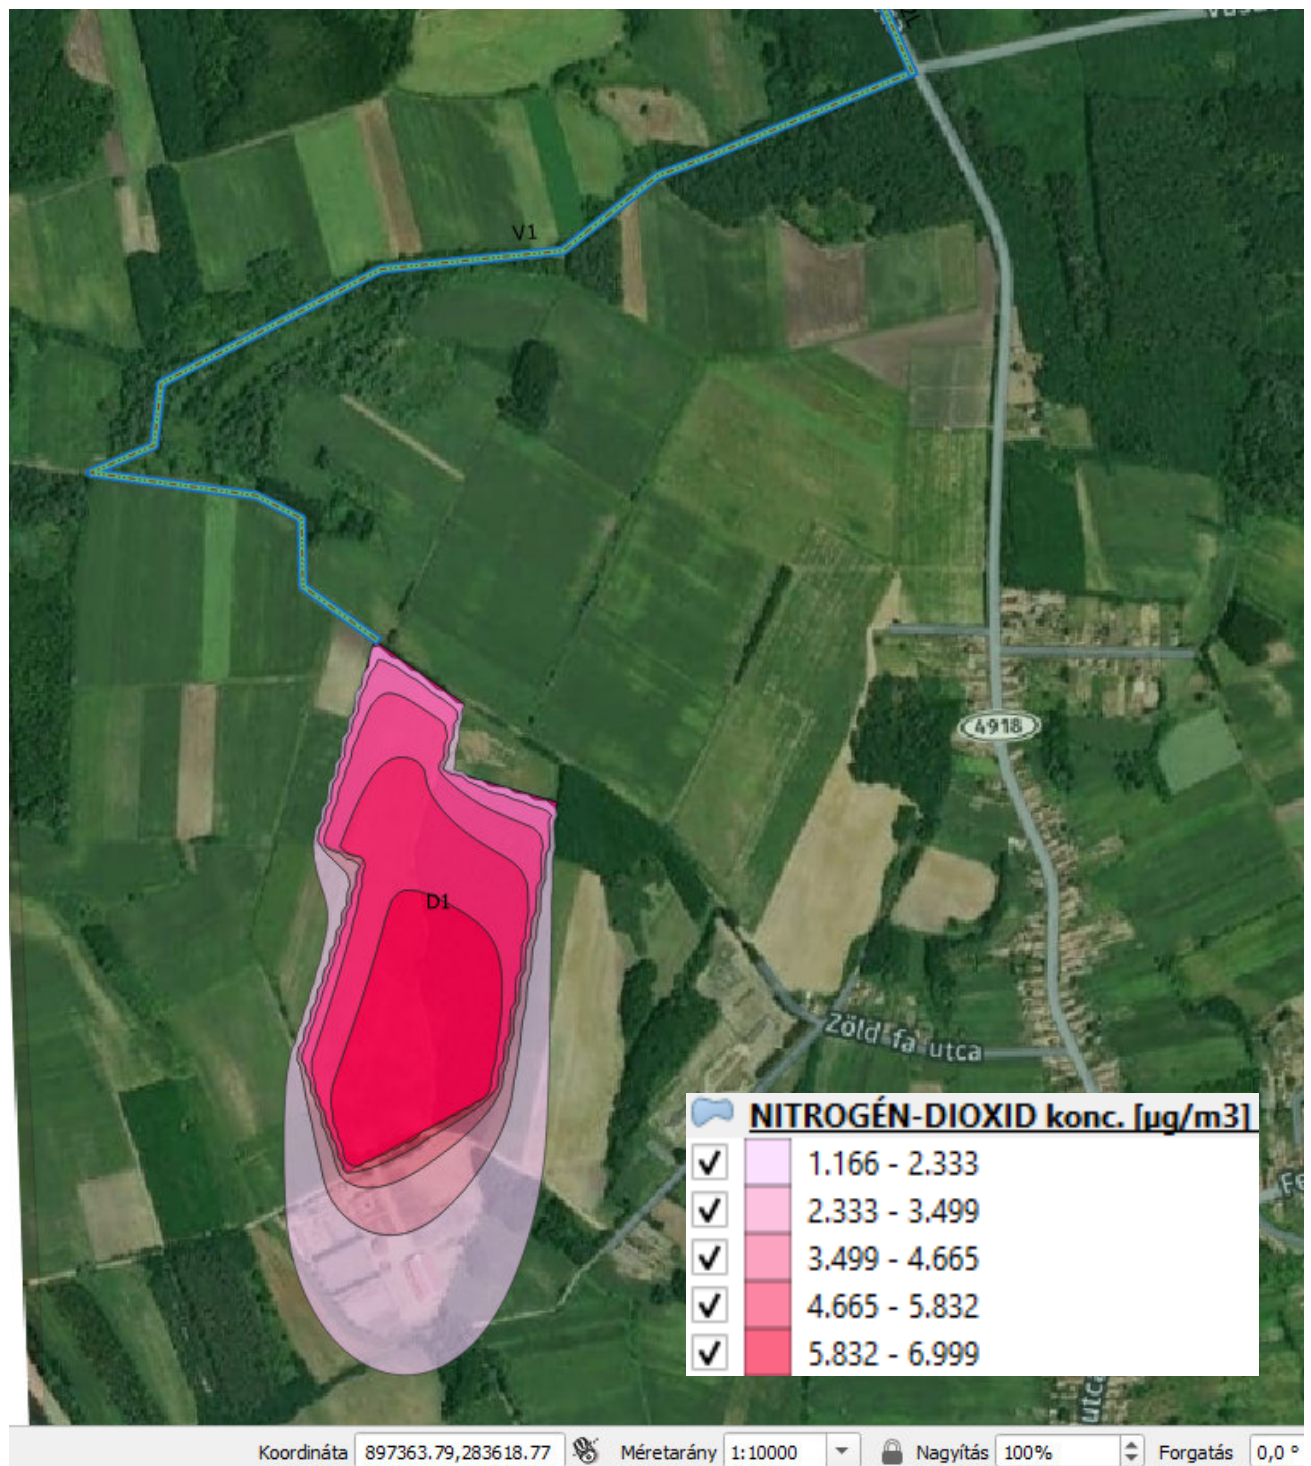 V1
4918
D1
Zöld fa utca
NITROGÉN-DIOXID konc. [µg/m3]
1.166 - 2.333
2.333 - 3.499
3.499 - 4.665
4.665 - 5.832
5.832 - 6.999
utca
Koordináta 897363.79,283618.77 Méretarány 1:10000 Nagyítás 100% Forgatás 0,0 °